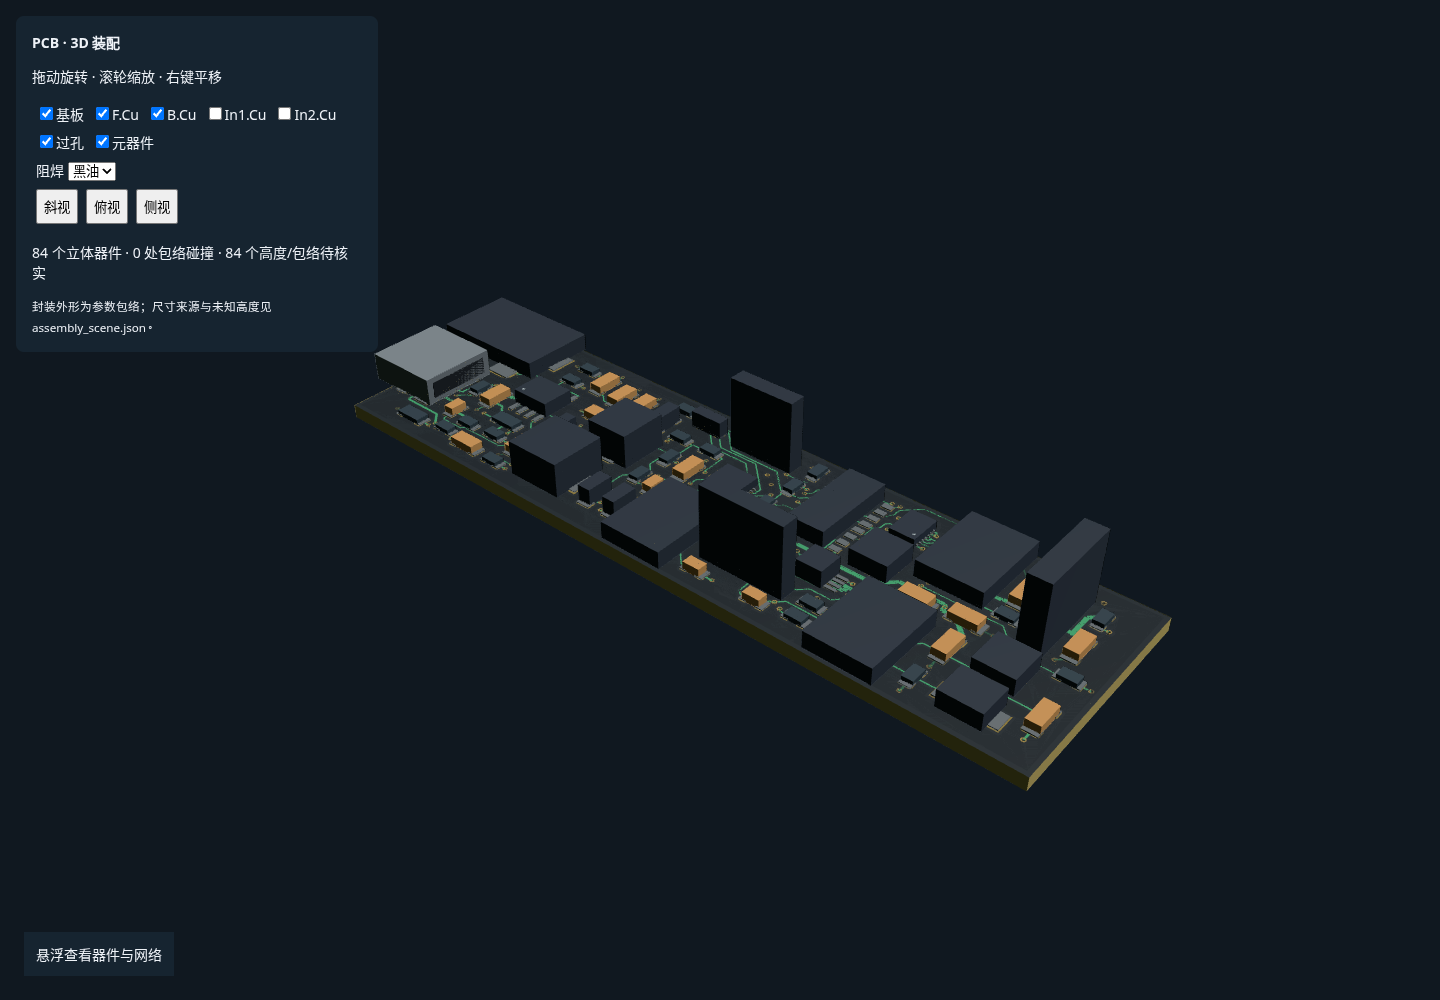 PCB · 3D 装配
拖动旋转 · 滚轮缩放 · 右键平移
基板 F.Cu B.Cu In1.Cu In2.Cu
过孔 元器件
阻焊 黑油
斜视 俯视 侧视
84 个立体器件 · 0 处包络碰撞 · 84 个高度/包络待核
实
封装外形为参数包络；尺寸来源与未知高度见
assembly_scene.json。
悬浮查看器件与网络